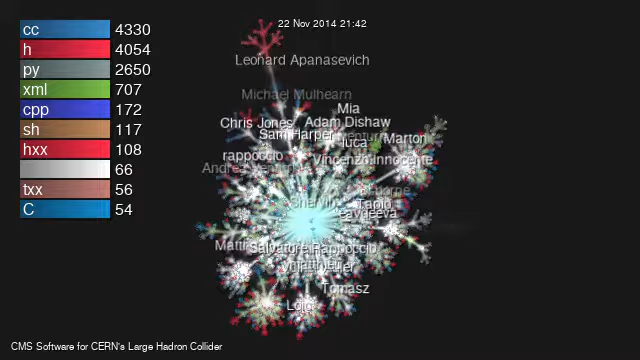 22 Nov 2014 21:42
cc 4330
h 4054
py 2650
xml 707
cpp 172
sh 117
hxx 108
66
txx 56
C 54
Leonard Apanasevich
Michael Mulhearn
Mia
Chris Jones Adam Dishaw
Sam Harper
luca Marton
rappoccio Vincenzo Innocente
Tapio
Salvatore Rappoccio
Tomasz
CMS Software for CERN's Large Hadron Collider